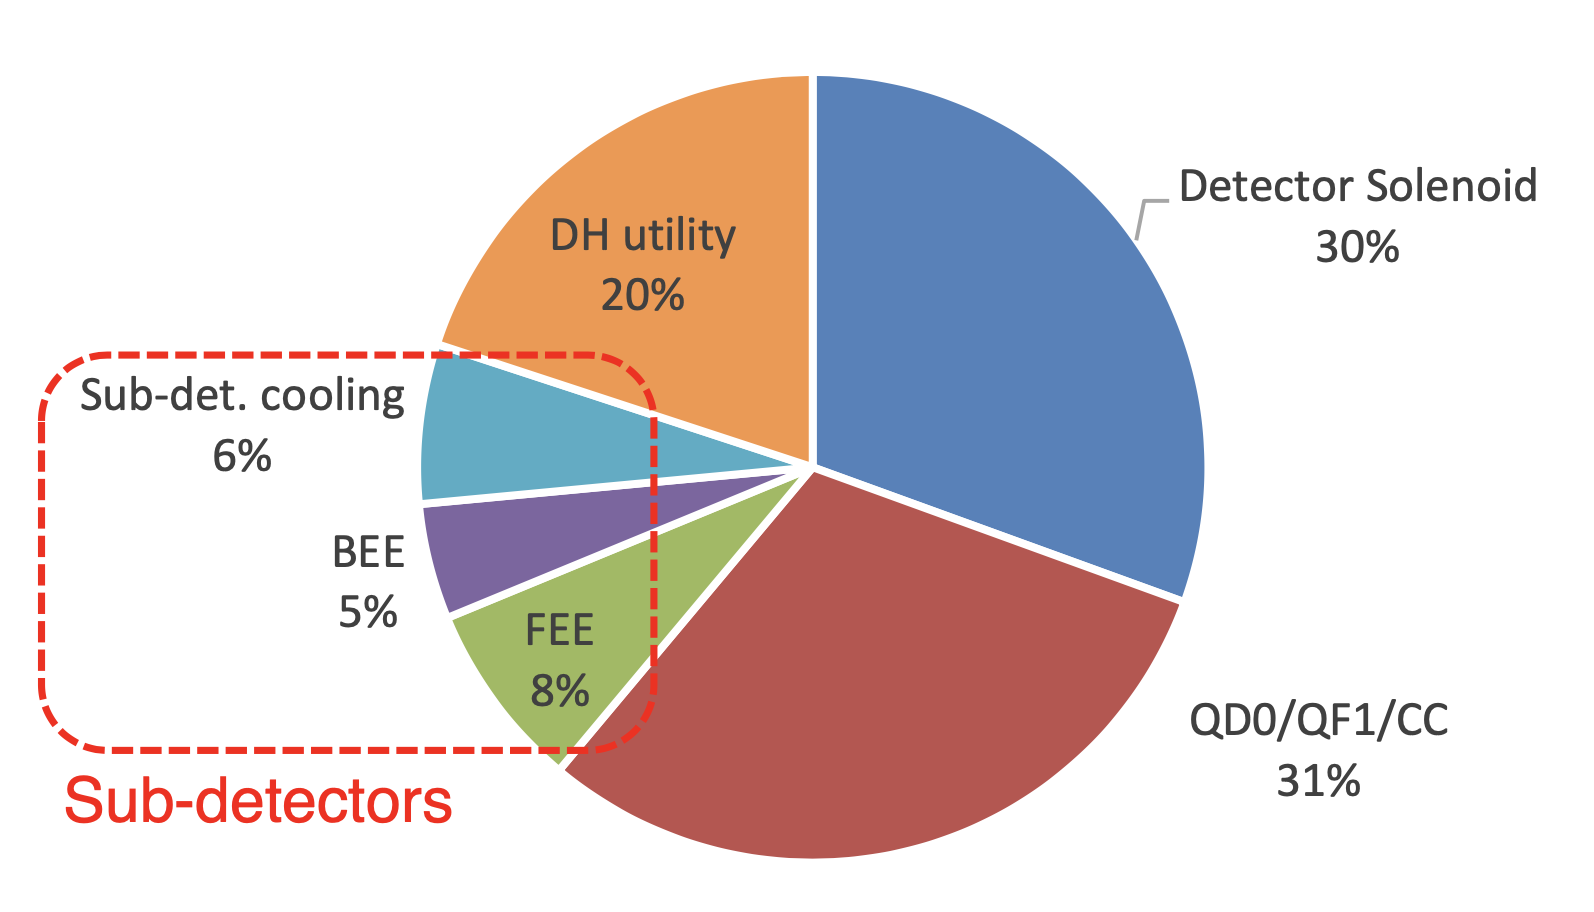 Detector Solenoid
30%
DH utility
20%
Sub-det. cooling
6%
BEE
5%
FEE
8%
QD0/QF1/CC
31%
Sub-detectors